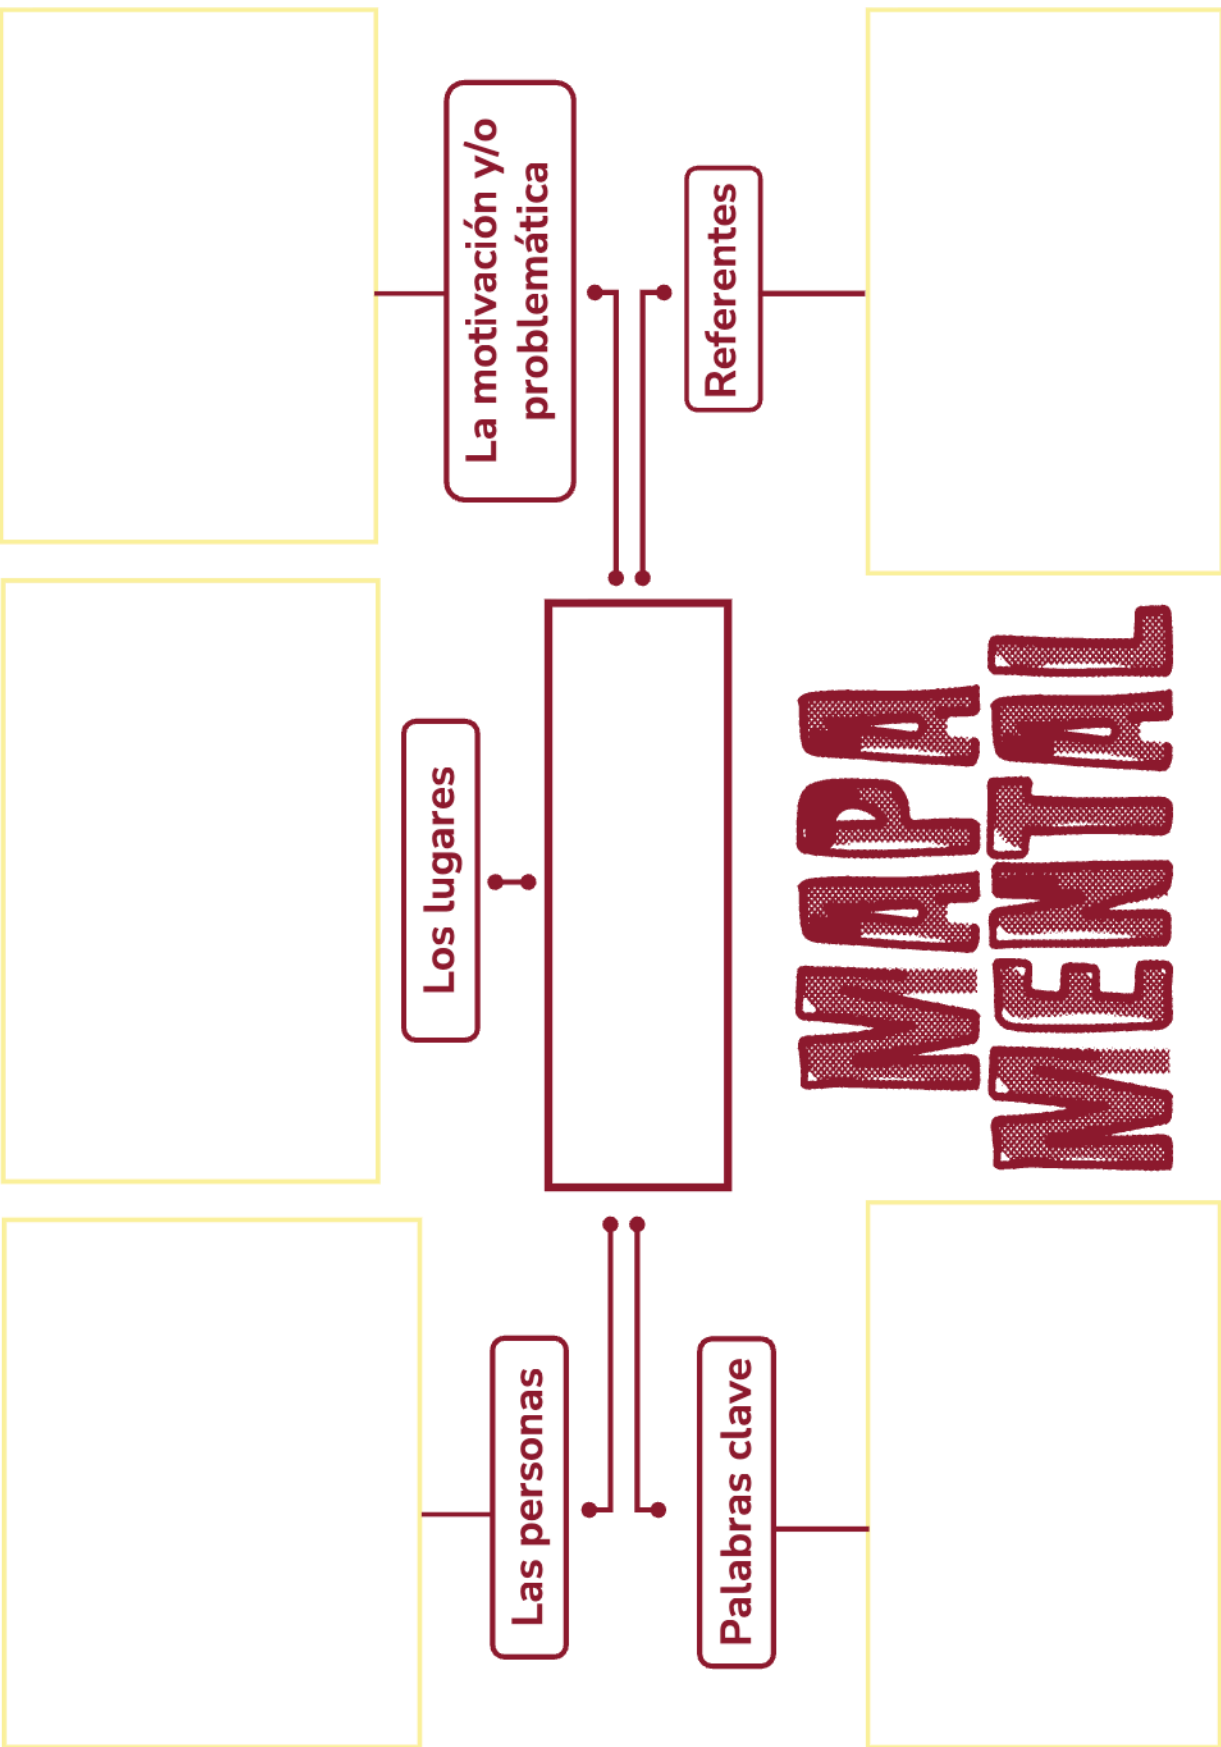 Las personas
Los lugares
La motivación y/o
problemática
Palabras clave
Referentes
MAPA
MENTAL